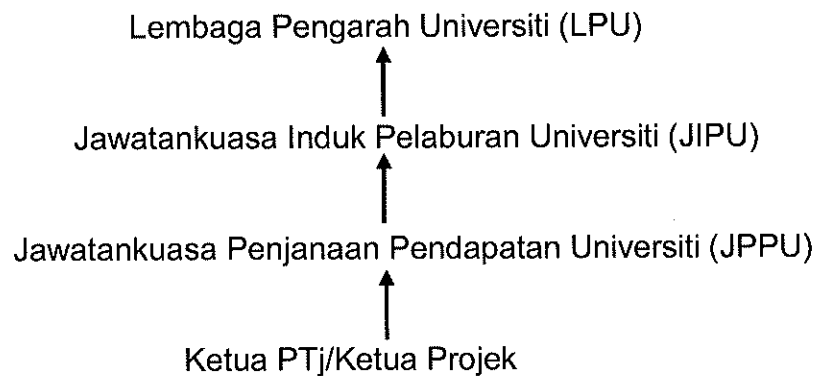 Lembaga Pengarah Universiti (LPU)
Jawatankuasa Induk Pelaburan Universiti (JIPU)
Jawatankuasa Penjanaan Pendapatan Universiti (JPPU)
Ketua PTj/Ketua Projek